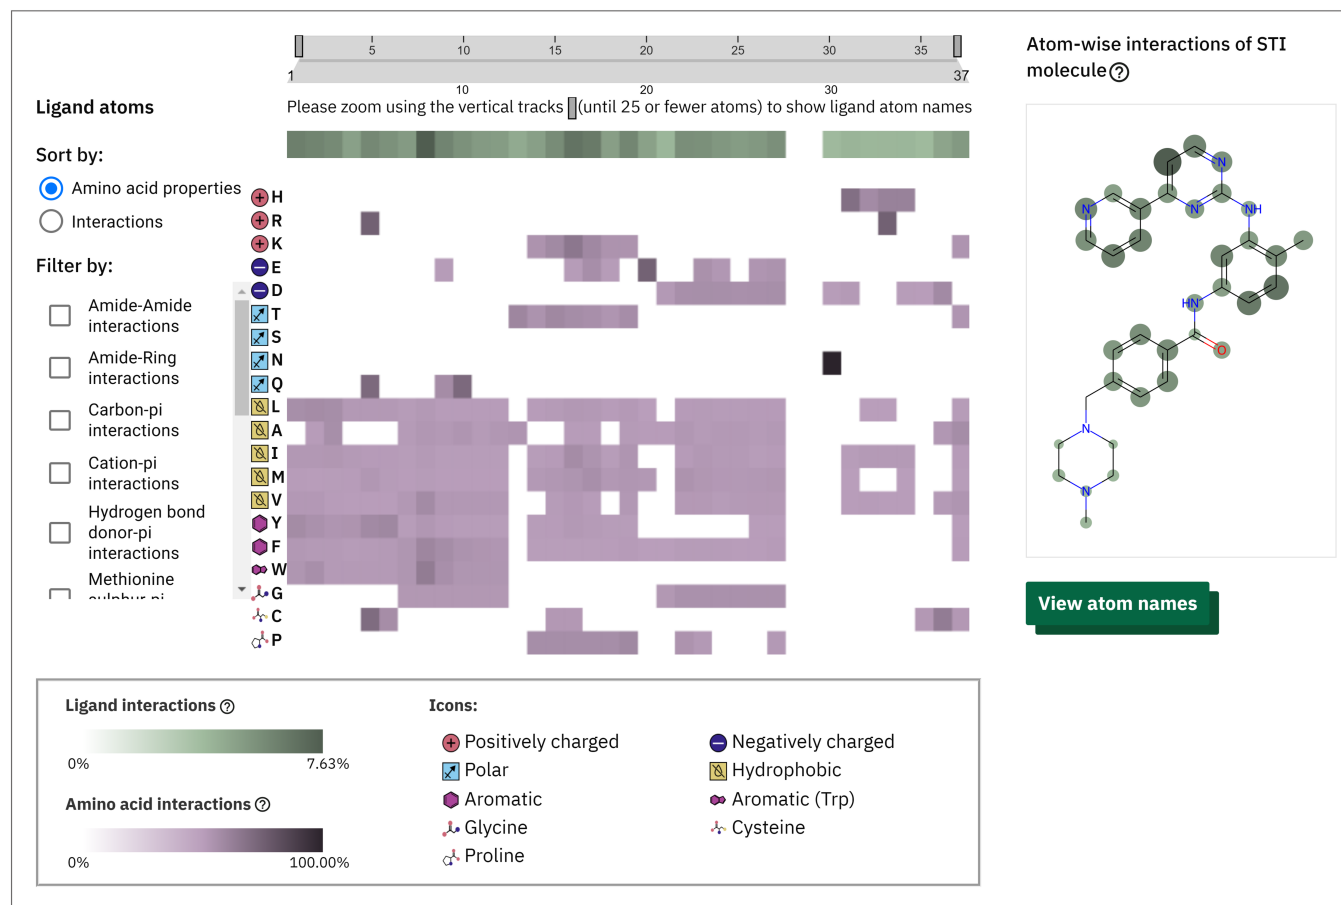 5 10 15 20 25 30 35
1 37
10 20 30
Ligand atoms
Please zoom using the vertical tracks (until 25 or fewer atoms) to show ligand atom names
Sort by:
Amino acid properties
Interactions
Filter by:
Amide-Amide
interactions
Amide-Ring
interactions
Carbon-pi
interactions
Cation-pi
interactions
Hydrogen bond
donor-pi
interactions
Methionine
sulphur-pi
H
R
K
E
D
T
S
N
Q
L
A
I
M
V
Y
F
W
G
C
P
Atom-wise interactions of STI
molecule ?
N
N
N
NH
HN
O
N
N
View atom names
Ligand interactions ?
0% 7.63%
Amino acid interactions ?
0% 100.00%
Icons:
Positively charged
Negatively charged
Polar
Hydrophobic
Aromatic
Aromatic (Trp)
Glycine
Cysteine
Proline